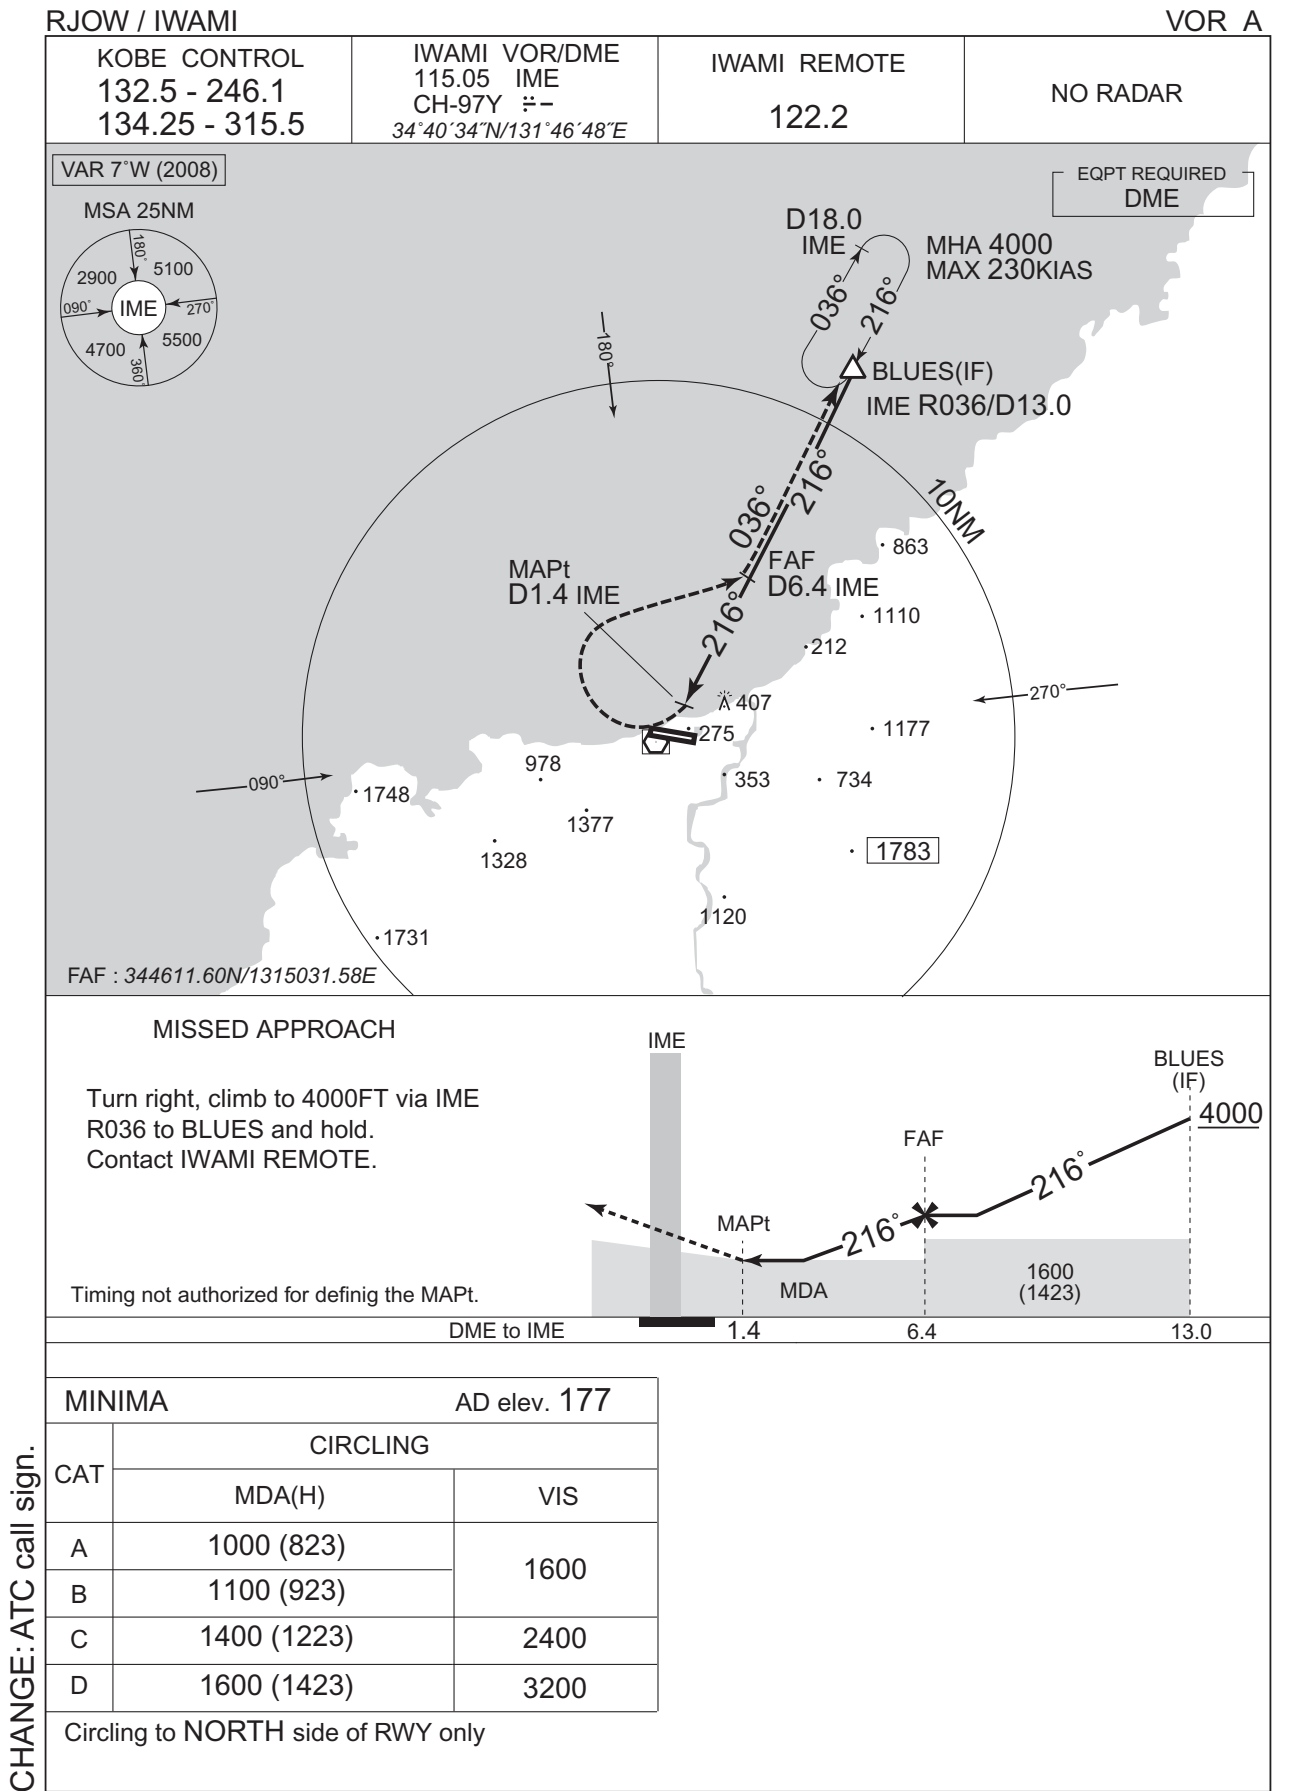 RJOW / IWAMI
VOR A
KOBE CONTROL
132.5 - 246.1
134.25 - 315.5
IWAMI VOR/DME
115.05 IME
CH-97Y
34°40´34˝N/131°46´48˝E
IWAMI REMOTE
122.2
NO RADAR
VAR 7°W (2008)
EQPT REQUIRED
DME
MSA 25NM
180°
2900
5100
090°
IME
270°
4700
5500
360°
D18.0
IME
MHA 4000
MAX 230KIAS
036°
216°
180°
BLUES(IF)
IME R036/D13.0
216°
036°
10NM
863
MAPt
D1.4 IME
FAF
D6.4 IME
216°
1110
212
270°
407
275
1177
978
090°
1748
353
734
1377
1328
1783
1120
1731
FAF : 344611.60N/1315031.58E
MISSED APPROACH
Turn right, climb to 4000FT via IME
R036 to BLUES and hold.
Contact IWAMI REMOTE.
Timing not authorized for definig the MAPt.
IME
BLUES
(IF)
4000
FAF
216°
MAPt
216°
MDA
1600
(1423)
DME to IME
1.4
6.4
13.0
MINIMA
AD elev. 177
CAT
CIRCLING
MDA(H)
VIS
A
1000 (823)
1600
B
1100 (923)
C
1400 (1223)
2400
D
1600 (1423)
3200
Circling to NORTH side of RWY only
CHANGE: ATC call sign.